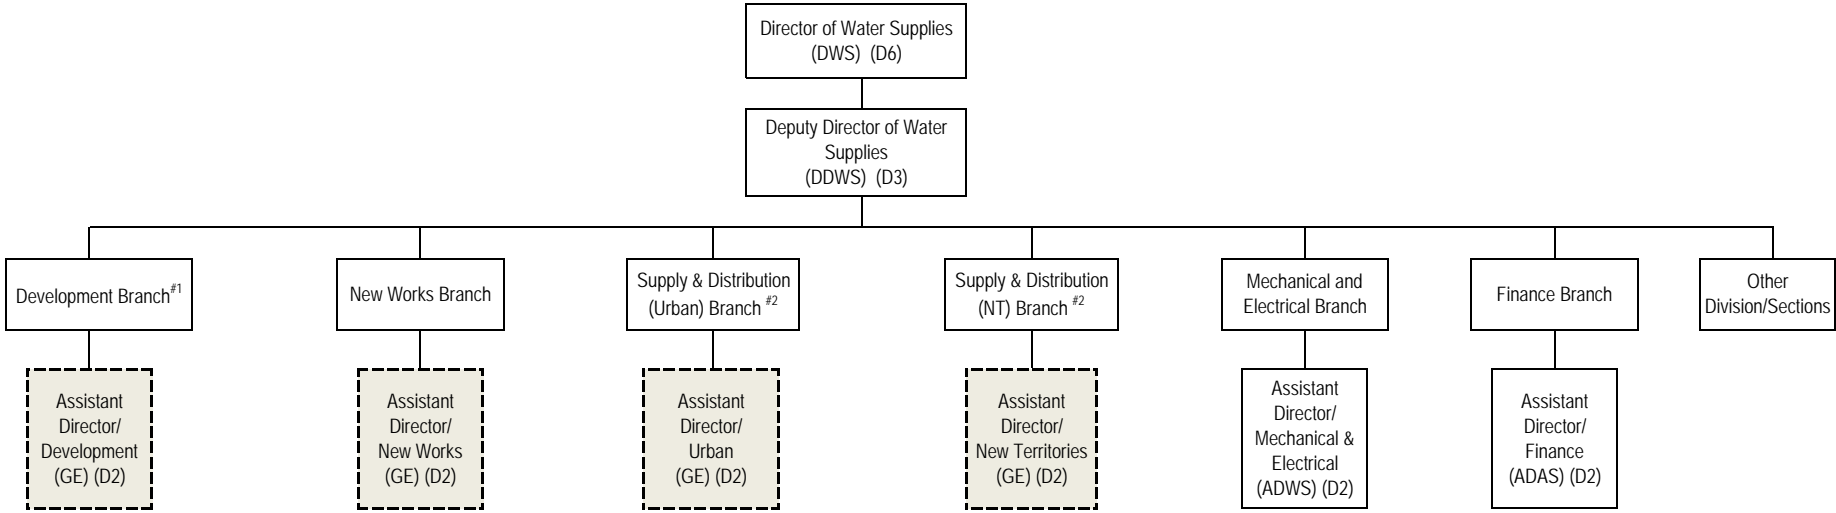 Director of Water Supplies
(DWS) (D6)
Deputy Director of Water
Supplies
(DDWS) (D3)
Development Branch#1
New Works Branch
Supply & Distribution
(Urban) Branch #2
Supply & Distribution
(NT) Branch #2
Mechanical and
Electrical Branch
Finance Branch
Other
Division/Sections
Assistant
Director/
Development
(GE) (D2)
Assistant
Director/
New Works
(GE) (D2)
Assistant
Director/
Urban
(GE) (D2)
Assistant
Director/
New Territories
(GE) (D2)
Assistant
Director/
Mechanical &
Electrical
(ADWS) (D2)
Assistant
Director/
Finance
(ADAS) (D2)